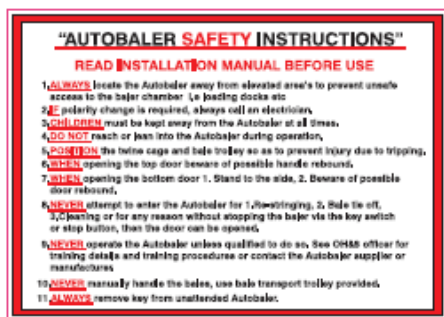 "AUTOBALER SAFETY INSTRUCTIONS"
READ INSTALLATION MANUAL BEFORE USE
1,ALWAYS locate the Autobaler away from elevated area's to prevent unsafe
access to the baler chamber i,e loading docks etc
2,IF polarity change is required, always call an electrician,
3,CHILDREN must be kept away from the Autobaler at all times.
4,DO NOT reach or lean into the Autobaler during operation,
5,POSITION the twine cage and bale trolley so as to prevent injury due to tripping,
6,WHEN opening the top door beware of possible handle rebound.
7,WHEN opening the bottom door 1. Stand to the side, 2. Beware of possible
door rebound.
8,NEVER attempt to enter the Autobaler for 1.Re-stringing, 2. Bale tie off,
3,Cleaning or for any reason without stopping the baler via the key switch
or stop button, then the door can be opened.
9,NEVER operate the Autobaler unless qualified to do so, See OH&S officer for
training details and training procedures or contact the Autobaler supplier or
manufacturer.
10,NEVER manually handle the bales, use bale transport trolley provided.
11,ALWAYS remove key from unattended Autobaler.